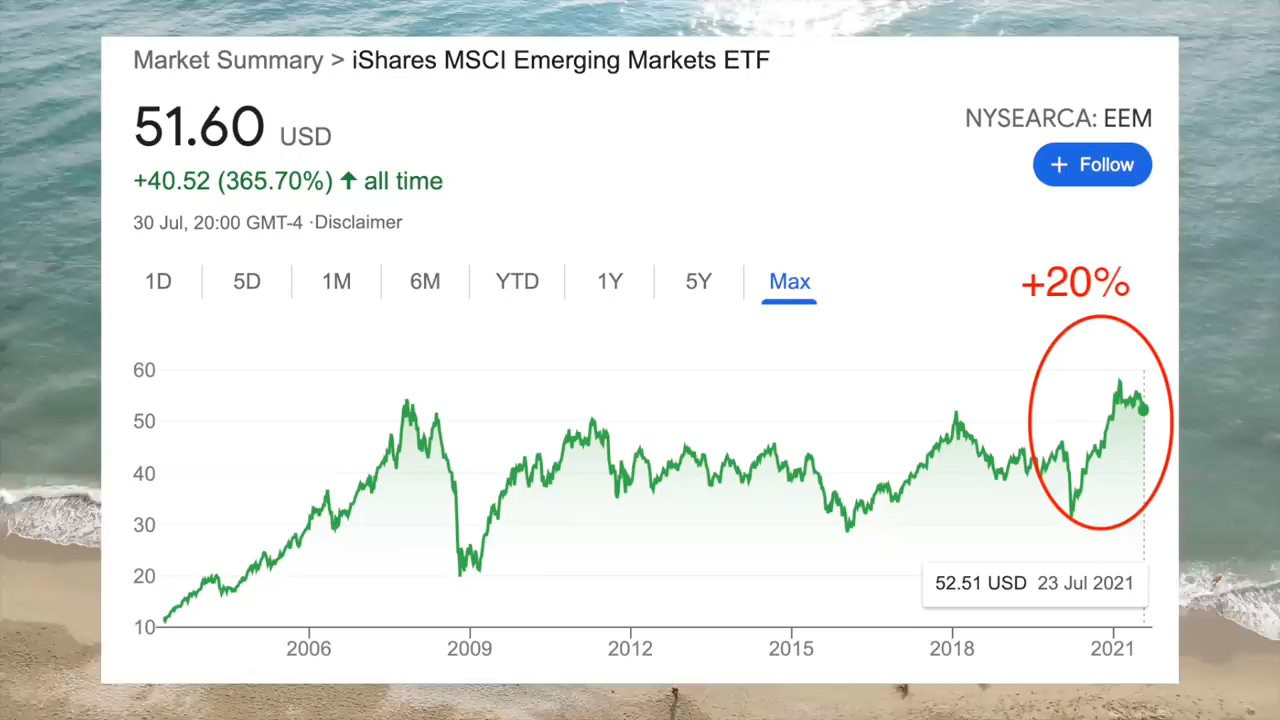 Market Summary > iShares MSCI Emerging Markets ETF
51.60 USD
NYSEARCA: EEM
+ Follow
+40.52 (365.70%) ↑ all time
30 Jul, 20:00 GMT-4 ·Disclaimer
1D 5D 1M 6M YTD 1Y 5Y Max
+20%
60
50
40
30
20
10
52.51 USD 23 Jul 2021
2006 2009 2012 2015 2018 2021